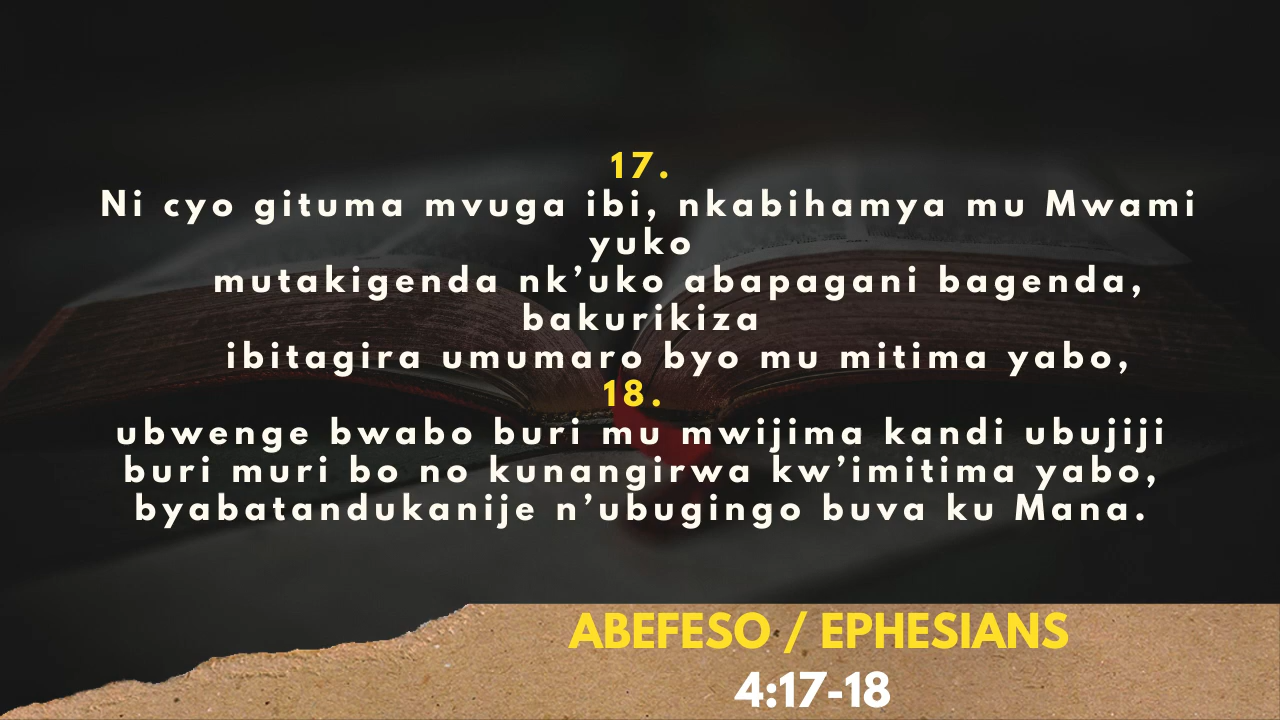 17.
Ni cyo gituma mvuga ibi, nkabihamya mu Mwami
yuko
mutakigenda nk’uko abapagani bagenda,
bakurikiza
ibitagira umumaro byo mu mitima yabo,
18.
ubwenge bwabo buri mu mwijima kandi ubujiji
buri muri bo no kunangirwa kw’imitima yabo,
byabatandukanije n’ubugingo buva ku Mana.
ABEFESO / EPHESIANS
4:17-18